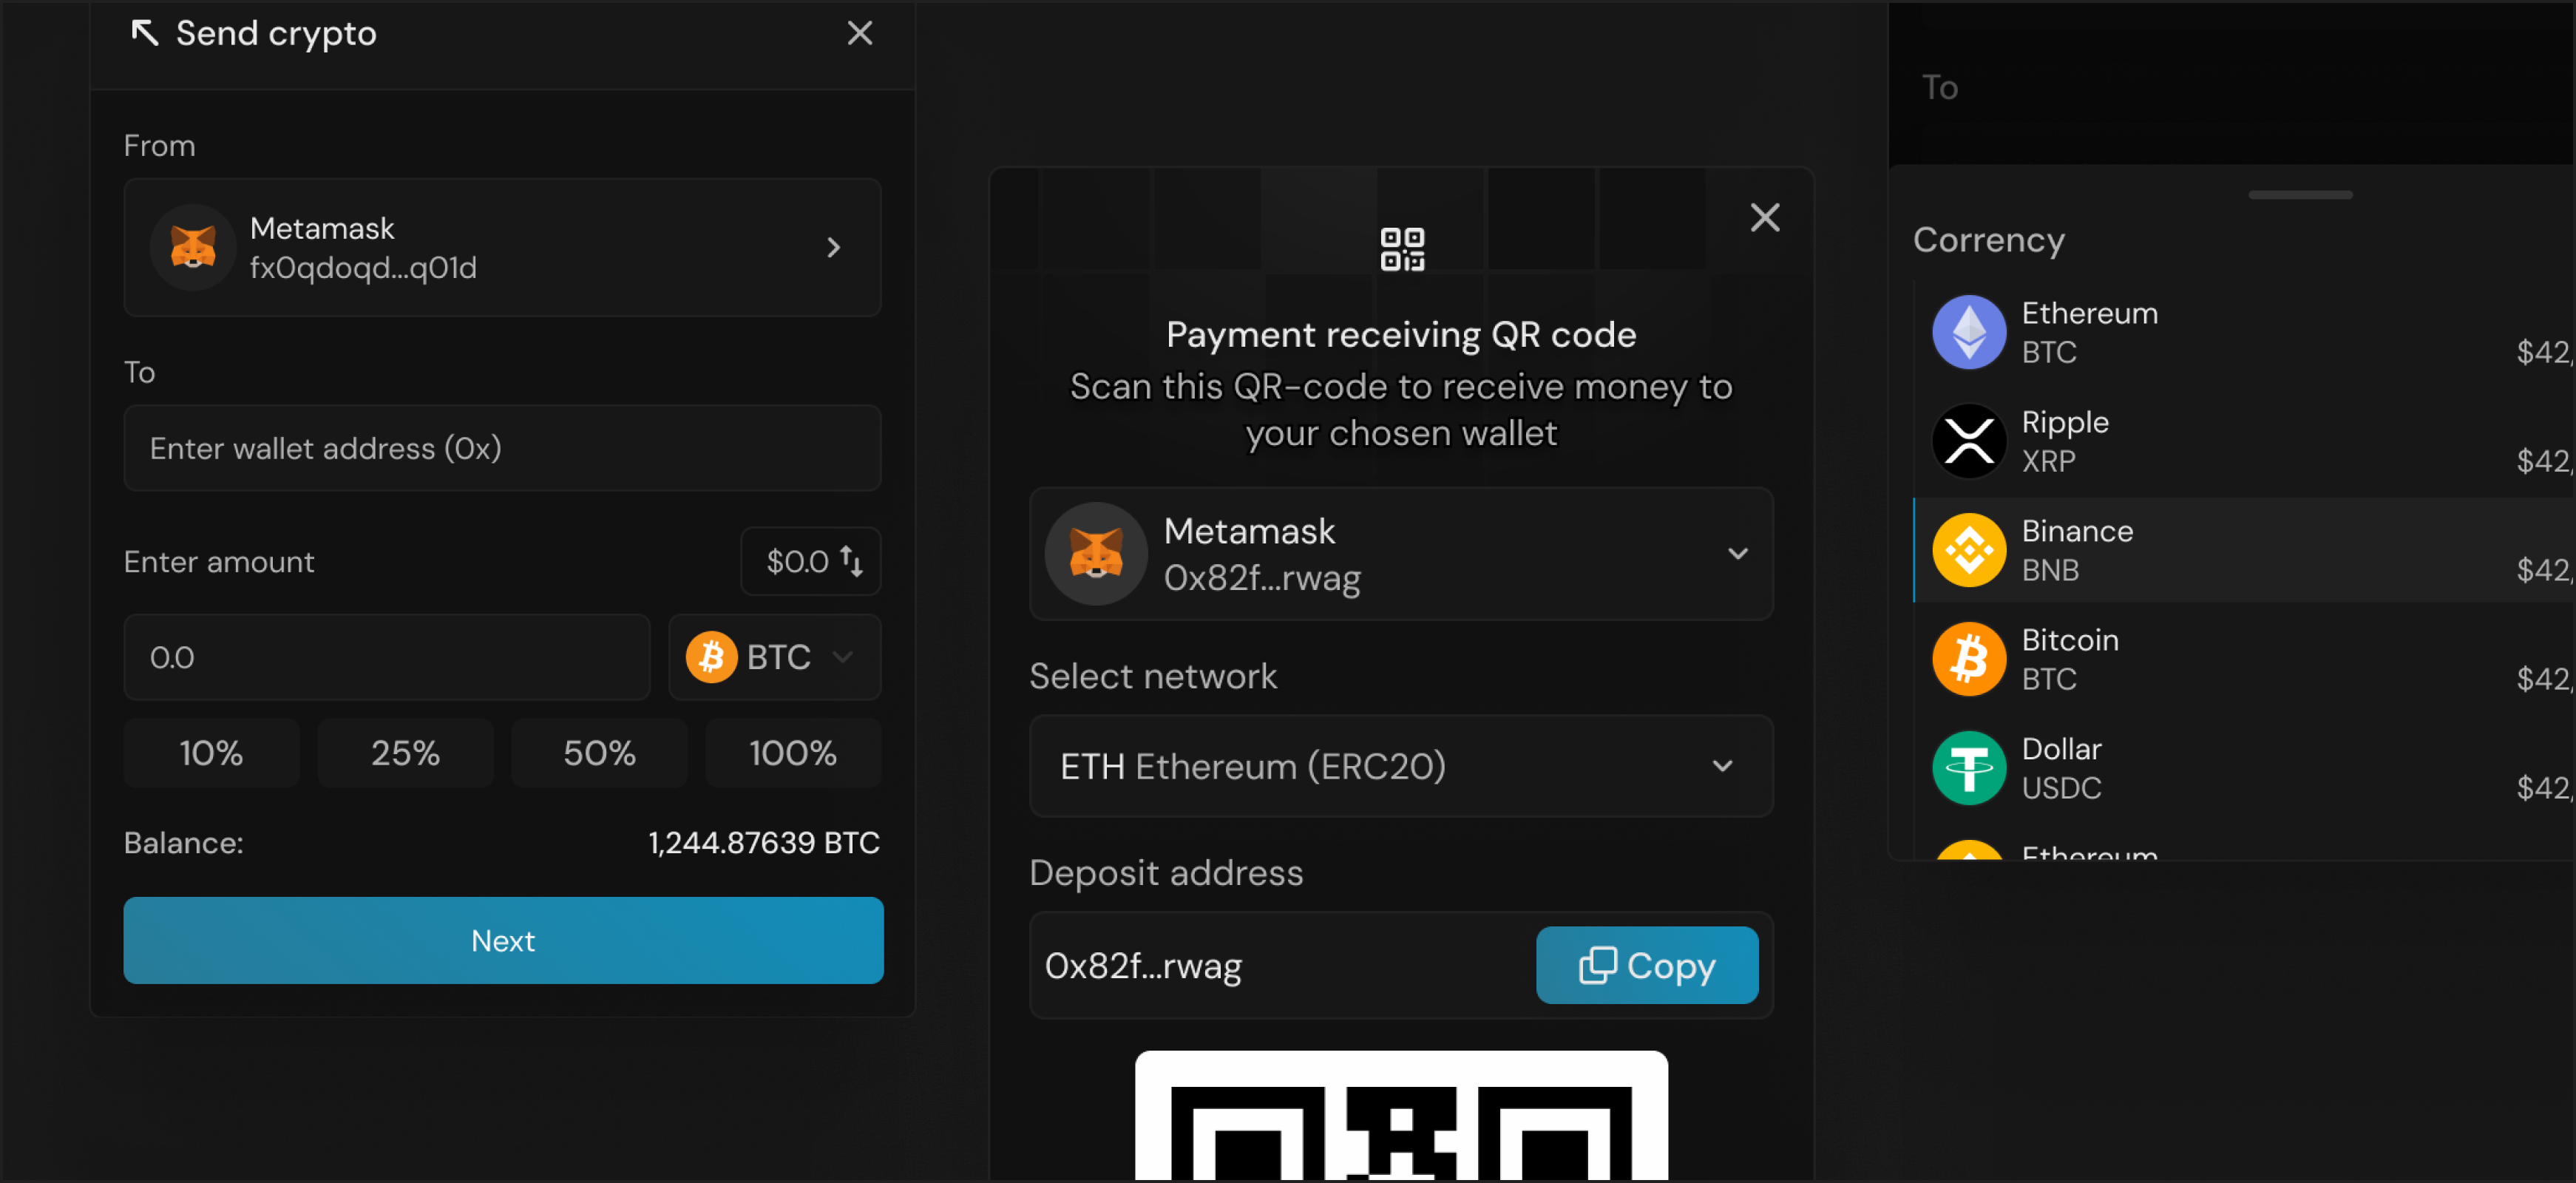 Send crypto
From
Metamask
fx0qdoqd...q01d
To
Enter wallet address (0x)
Enter amount
$0.0
0.0
BTC
10%
25%
50%
100%
Balance:
1,244.87639 BTC
Next
Payment receiving QR code
Scan this QR-code to receive money to
your chosen wallet
Metamask
0x82f...rwag
Select network
ETH Ethereum (ERC20)
Deposit address
0x82f...rwag
Copy
To
Corrency
Ethereum
BTC
$42,
Ripple
XRP
$42,
Binance
BNB
$42,
Bitcoin
BTC
$42,
Dollar
USDC
$42,
Ethereum